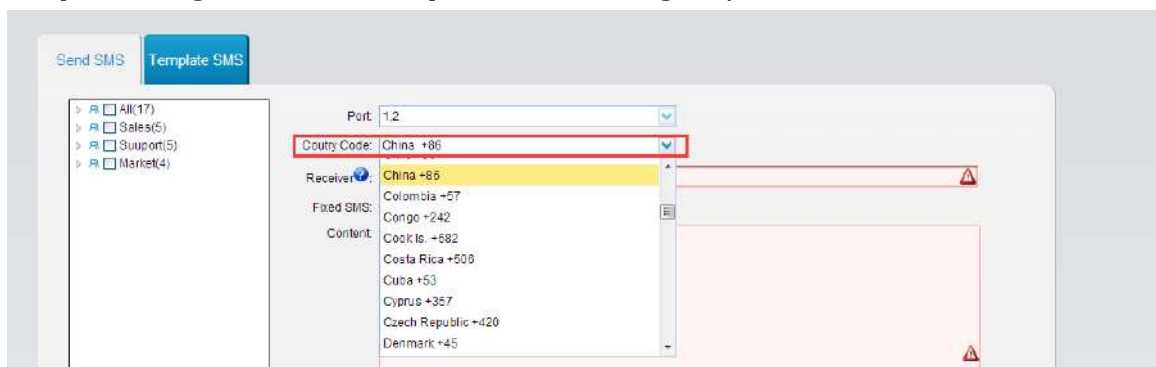 Send SMS
Template SMS
All(17)
Sales(5)
Suuport(5)
Market(4)
Port: 1,2
Coutry Code: China +86
Receiver:
China +86
Colombia +57
Fixed SMS:
Congo +242
Content:
Cook Is. +682
Costa Rica +506
Cuba +53
Cyprus +357
Czech Republic +420
Denmark +45